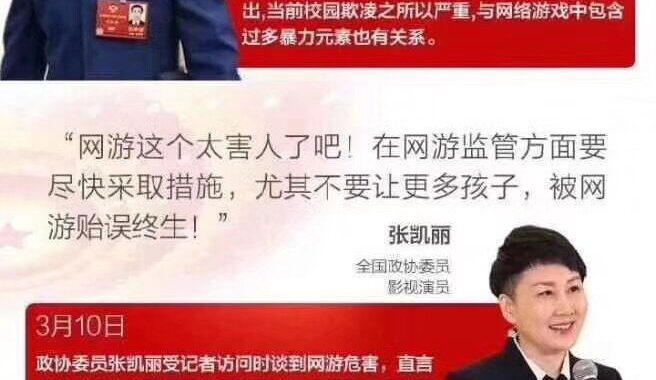 出,当前校园欺凌之所以严重,与网络游戏中包含
过多暴力元素也有关系。
“网游这个太害人了吧！在网游监管方面要
尽快采取措施，尤其不要让更多孩子，被网
游贻误终生！”
张凯丽
全国政协委员
影视演员
3月10日
政协委员张凯丽受记者访问时谈到网游危害，直言